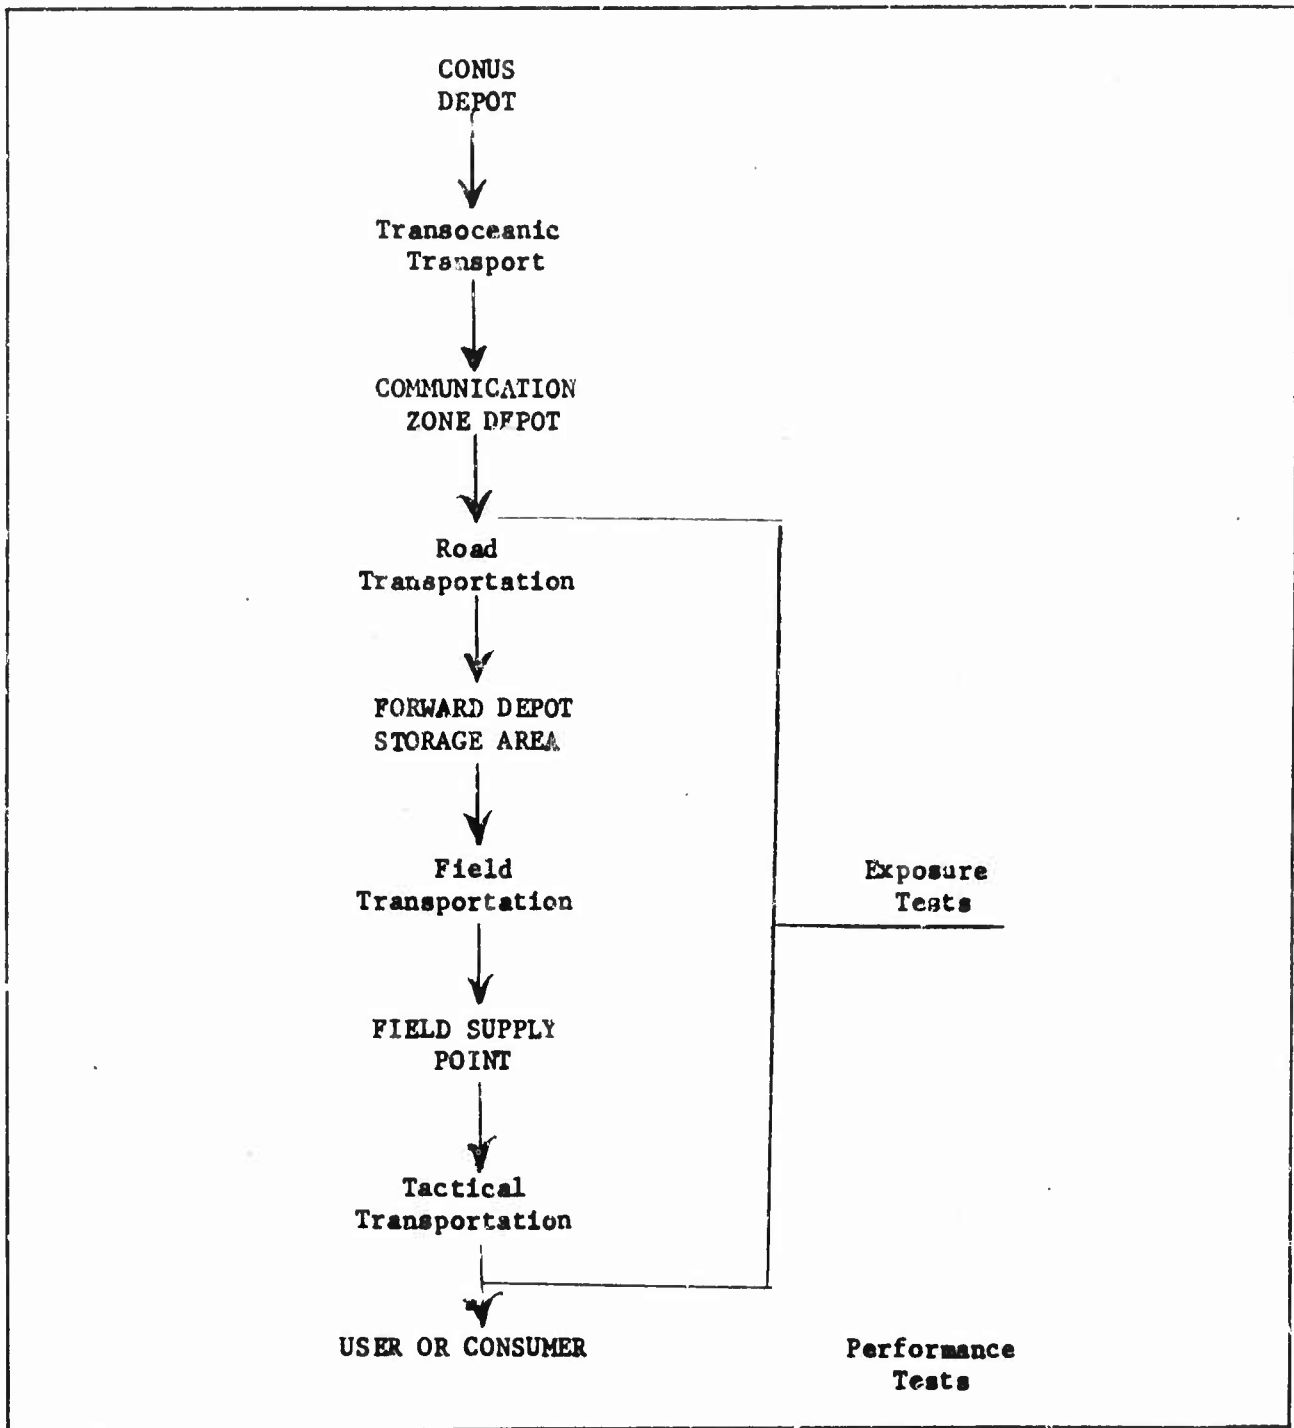 CONUS
DEPOT
Transoceanic
Transport
COMMUNICATION
ZONE DEPOT
Road
Transportation
FORWARD DEPOT
STORAGE AREA
Field
Transportation
Exposure
Tests
FIELD SUPPLY
POINT
Tactical
Transportation
USER OR CONSUMER
Performance
Tests